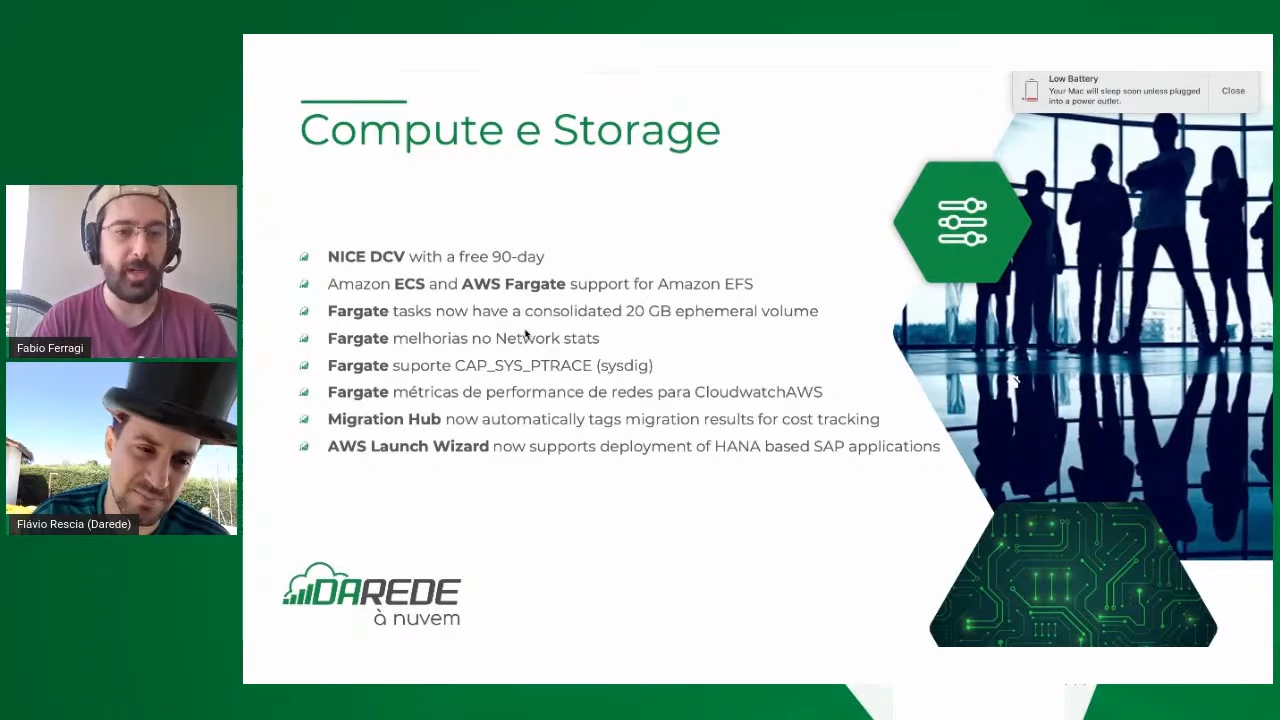 Low Battery
Your Mac will sleep soon unless plugged
into a power outlet.
Close
Compute e Storage
NICE DCV with a free 90-day
Amazon ECS and AWS Fargate support for Amazon EFS
Fargate tasks now have a consolidated 20 GB ephemeral volume
Fargate melhorias no Network stats
Fargate suporte CAP_SYS_PTRACE (sysdig)
Fargate métricas de performance de redes para CloudwatchAWS
Migration Hub now automatically tags migration results for cost tracking
AWS Launch Wizard now supports deployment of HANA based SAP applications
Fabio Ferragi
Flávio Rescia (Darede)
DAREDE
à nuvem